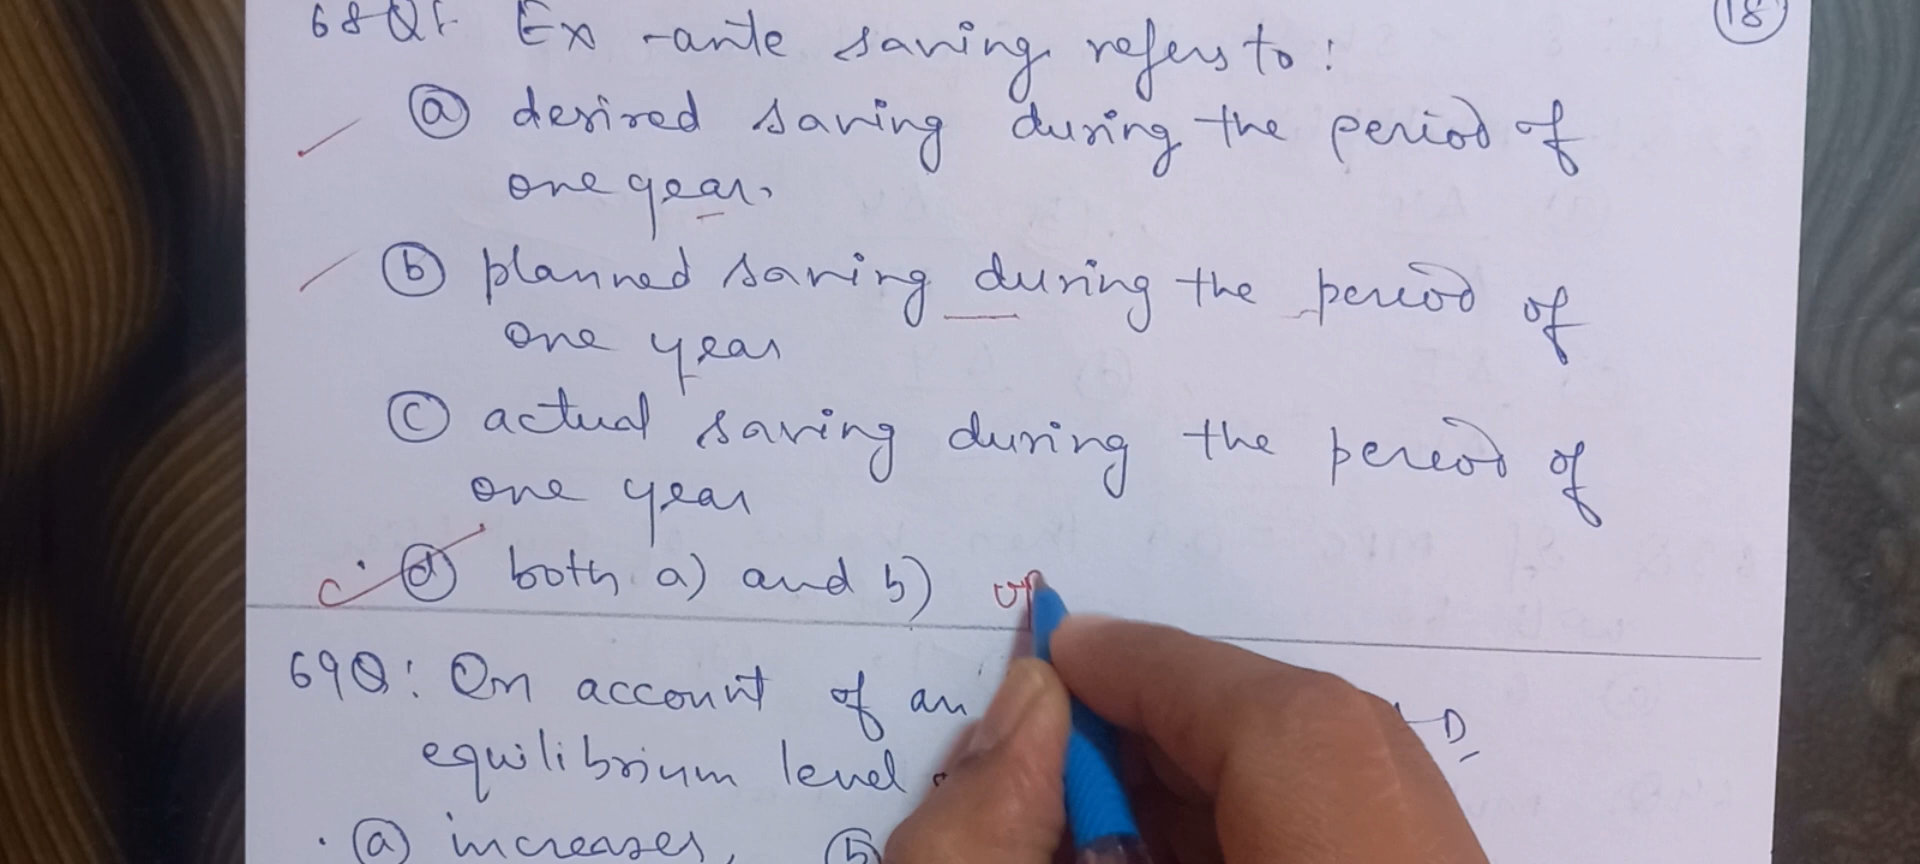 18
68Q: Ex-ante saving refers to:
(a) desired saving during the period of
one year.
(b) planned saving during the period of
one year
(c) actual saving during the period of
one year
(d) both a) and b)
69Q: On account of an
D,
equilibrium level
(a) increases, (b)